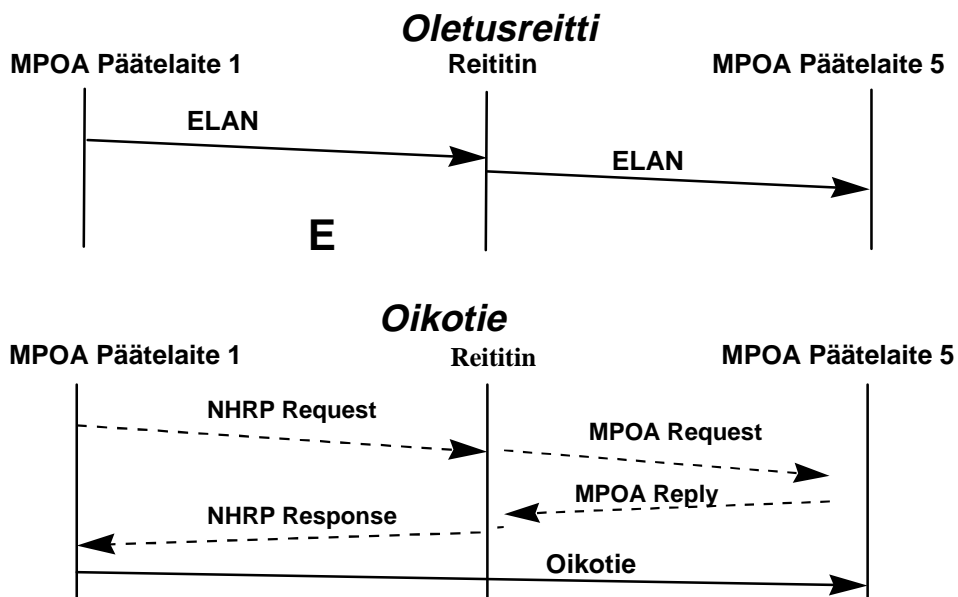 Oletusreitti
MPOA Päätelaite 1 Reititin MPOA Päätelaite 5
ELAN
ELAN
E
Oikotie
MPOA Päätelaite 1 Reititin MPOA Päätelaite 5
NHRP Request
MPOA Request
MPOA Reply
NHRP Response
Oikotie